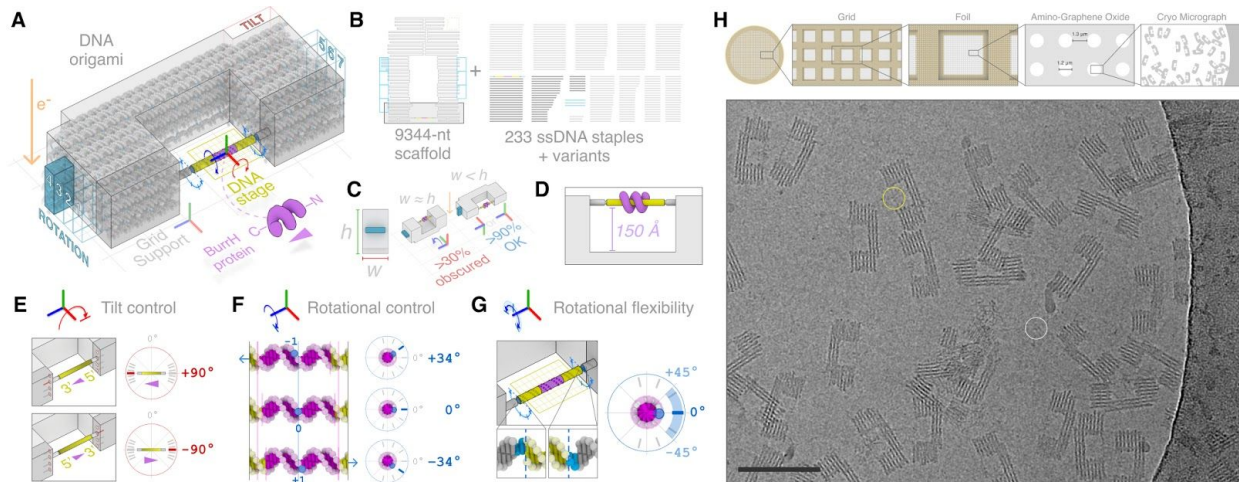 A
DNA
origami
TILT
5 6 7
e-
1 2 3
ROTATION
DNA
stage
Grid
Support
BurrH
protein
C
N
B
9344-nt
scaffold
+
233 ssDNA staples
+ variants
C
h
w
w ≈ h
w < h
>30%
obscured
>90%
OK
D
150 Å
E
Tilt control
3' 5'
0°
+90°
5' 3'
0°
-90°
F
Rotational control
-1
0°
+34°
0
0°
0°
+1
0°
-34°
G
Rotational flexibility
+45°
0°
-45°
H
Grid
Foil
Amino-Graphene Oxide
Cryo Micrograph
1.3 µm
1.2 µm